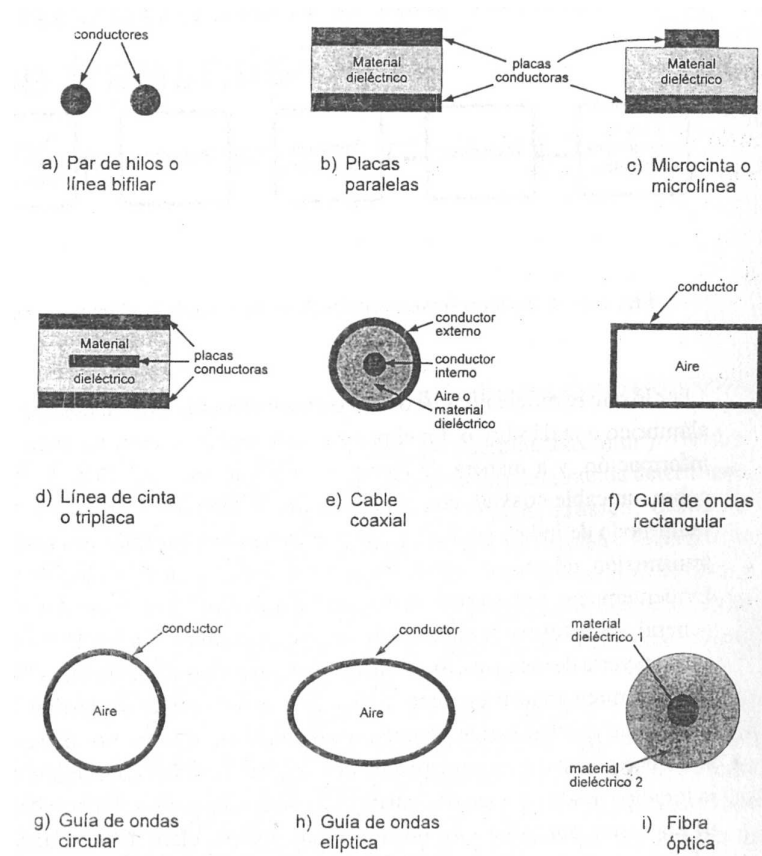 conductores
a) Par de hilos o
línea bifilar
Material
dieléctrico
placas
conductoras
b) Placas
paralelas
Material
dieléctrico
c) Microcinta o
microlínea
Material
dieléctrico
placas
conductoras
d) Línea de cinta
o triplaca
conductor
externo
conductor
interno
Aire o
material
dieléctrico
e) Cable
coaxial
conductor
Aire
f) Guía de ondas
rectangular
conductor
Aire
g) Guía de ondas
circular
conductor
Aire
h) Guía de ondas
elíptica
material
dieléctrico 1
material
dieléctrico 2
i) Fibra
óptica